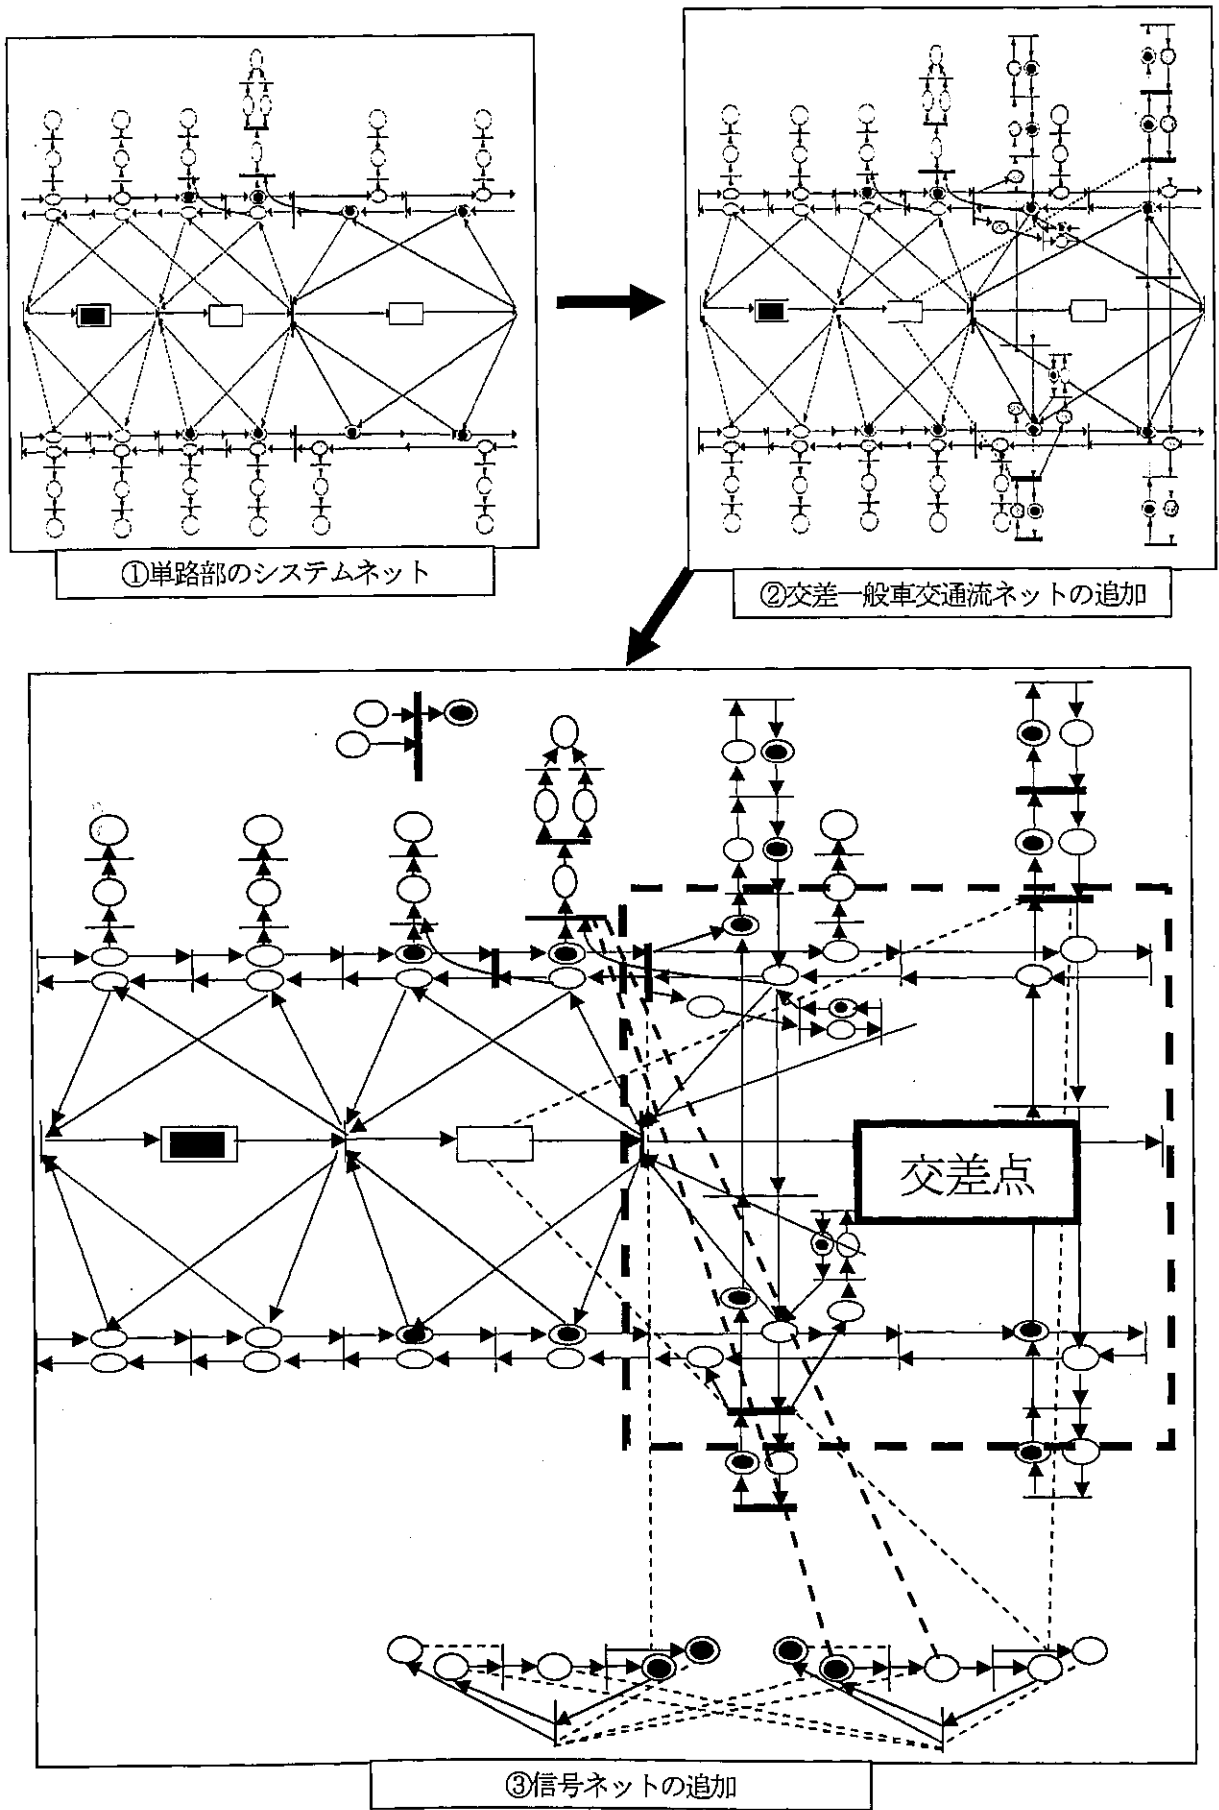 ①単路部のシステムネット
②交差一般車交通流ネットの追加
交差点
③信号ネットの追加